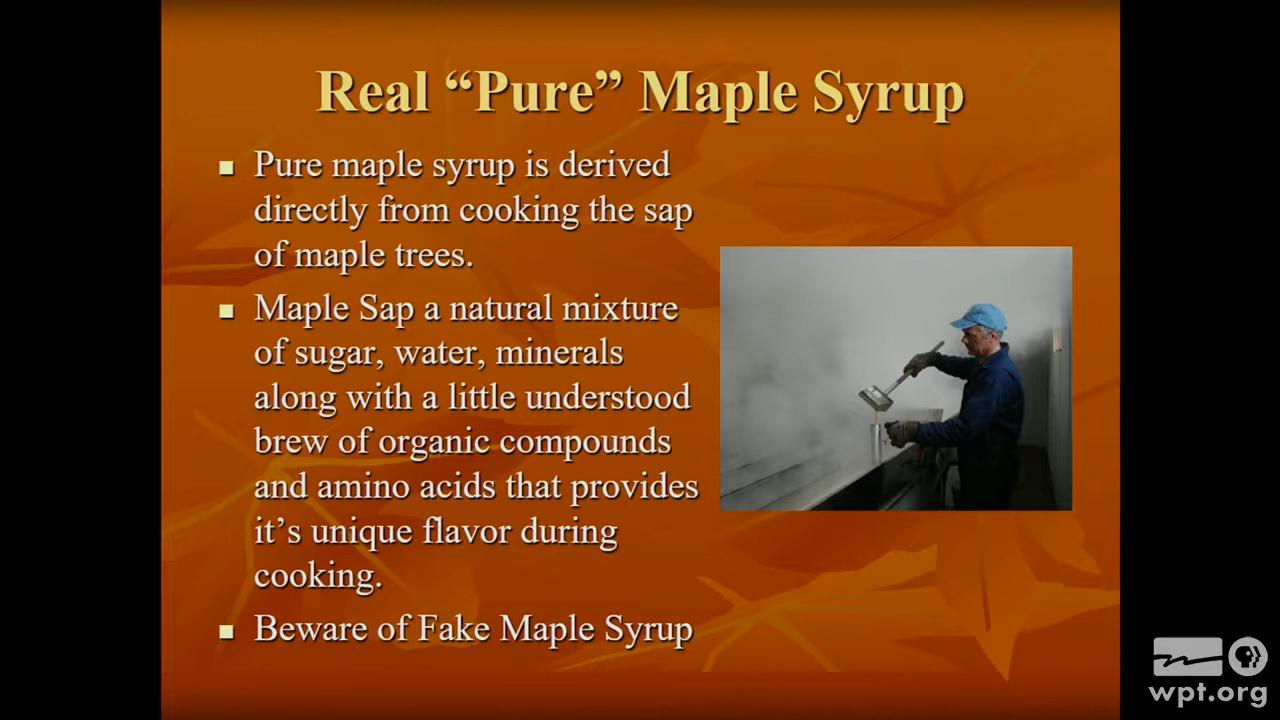 Real “Pure” Maple Syrup
Pure maple syrup is derived
directly from cooking the sap
of maple trees.
Maple Sap a natural mixture
of sugar, water, minerals
along with a little understood
brew of organic compounds
and amino acids that provides
it’s unique flavor during
cooking.
Beware of Fake Maple Syrup
wpt.org